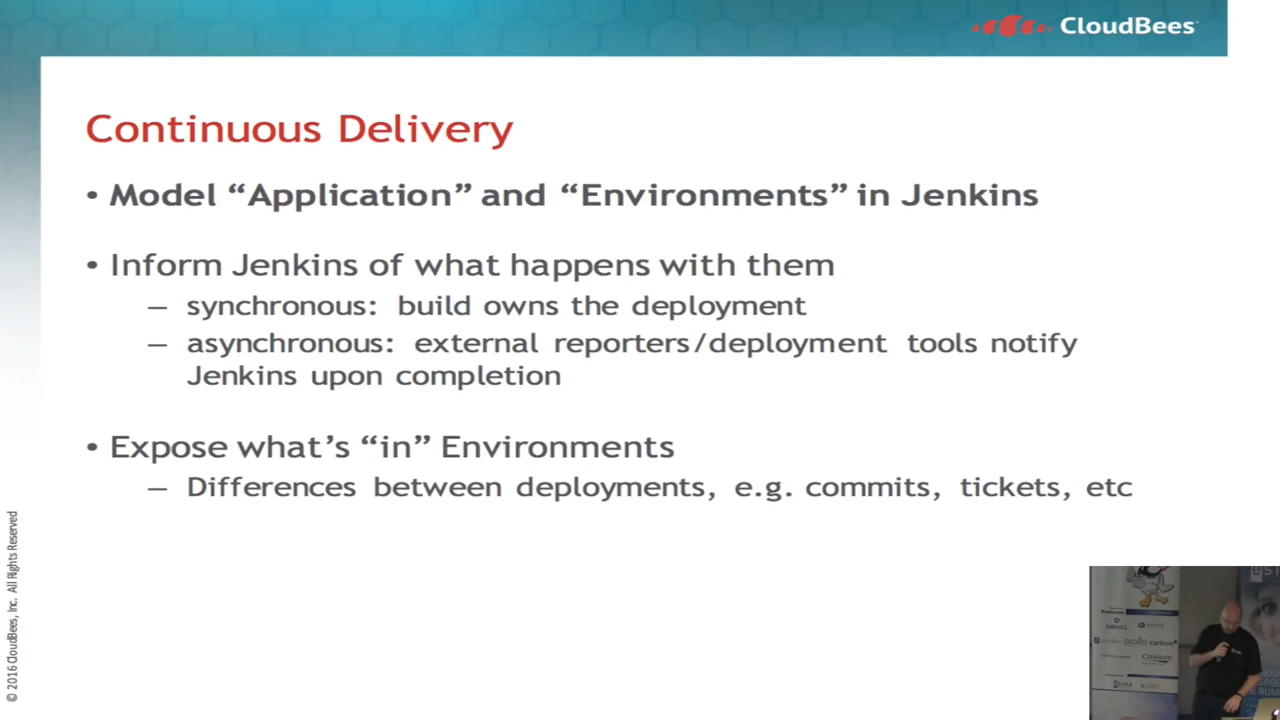 CloudBees
Continuous Delivery
• Model “Application” and “Environments” in Jenkins
• Inform Jenkins of what happens with them
– synchronous: build owns the deployment
– asynchronous: external reporters/deployment tools notify
Jenkins upon completion
• Expose what’s “in” Environments
– Differences between deployments, e.g. commits, tickets, etc
© 2016 CloudBees, Inc. All Rights Reserved